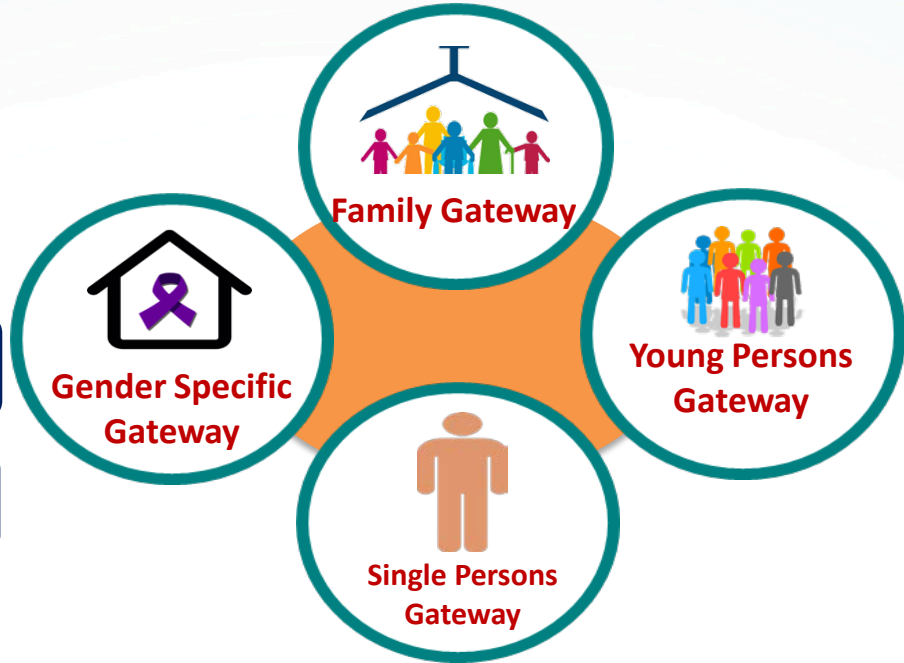 Family Gateway
Gender Specific
Gateway
Young Persons
Gateway
Single Persons
Gateway